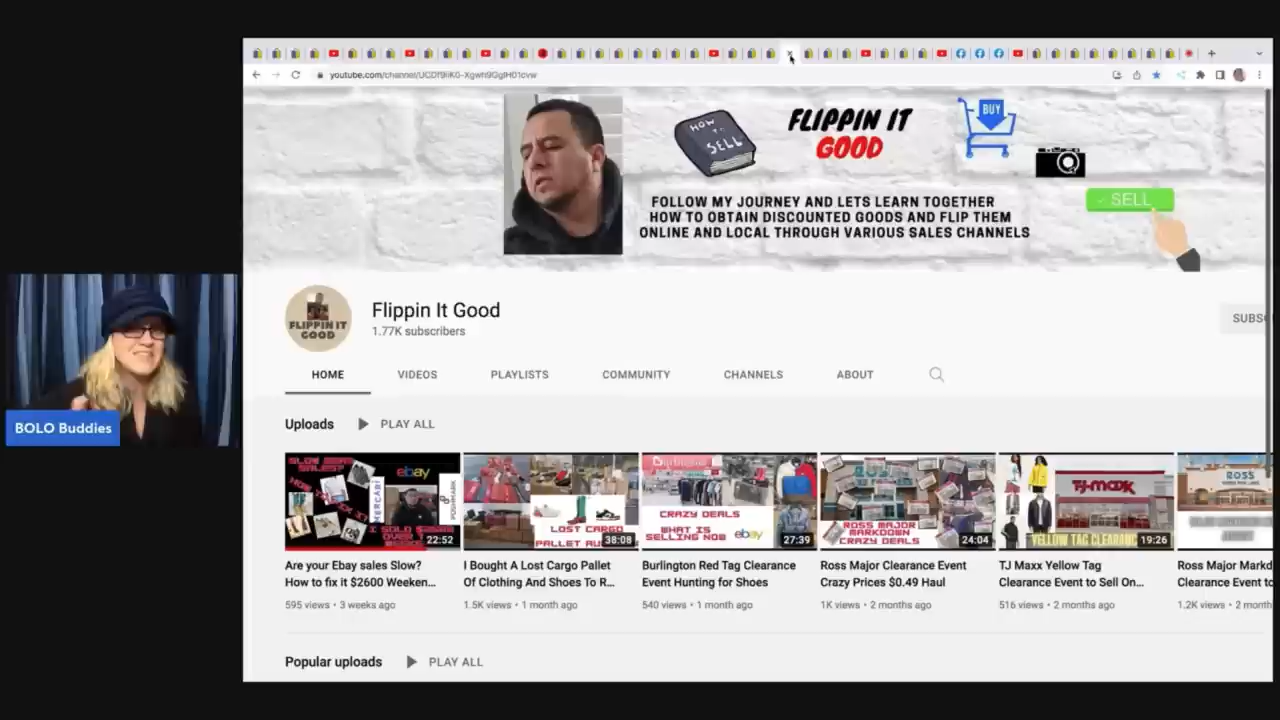 youtube.com/channel/
HOW
TO
SELL
FLIPPIN IT
GOOD
BUY
SELL
FOLLOW MY JOURNEY AND LETS LEARN TOGETHER
HOW TO OBTAIN DISCOUNTED GOODS AND FLIP THEM
ONLINE AND LOCAL THROUGH VARIOUS SALES CHANNELS
FLIPPIN IT
GOOD
Flippin It Good
1.77K subscribers
SUBSC
HOME
VIDEOS
PLAYLISTS
COMMUNITY
CHANNELS
ABOUT
BOLO Buddies
Uploads
PLAY ALL
ebay
MERCARI
POSHMARK
22:52
LOST CARGO
38:08
Burlington
CRAZY DEALS
WHAT IS
SELLING NOW
ebay
27:39
ROSS MAJOR
MARKDOWN
CRAZY DEALS
24:04
TJ-maxx
YELLOW TAG
19:26
ROSS
Are your Ebay sales Slow?
How to fix it $2600 Weeken...
595 views • 3 weeks ago
I Bought A Lost Cargo Pallet
Of Clothing And Shoes To R...
1.5K views • 1 month ago
Burlington Red Tag Clearance
Event Hunting for Shoes
540 views • 1 month ago
Ross Major Clearance Event
Crazy Prices $0.49 Haul
1K views • 2 months ago
TJ Maxx Yellow Tag
Clearance Event to Sell On...
516 views • 2 months ago
Ross Major Markd
Clearance Event to
1.2K views • 2 month
Popular uploads
PLAY ALL